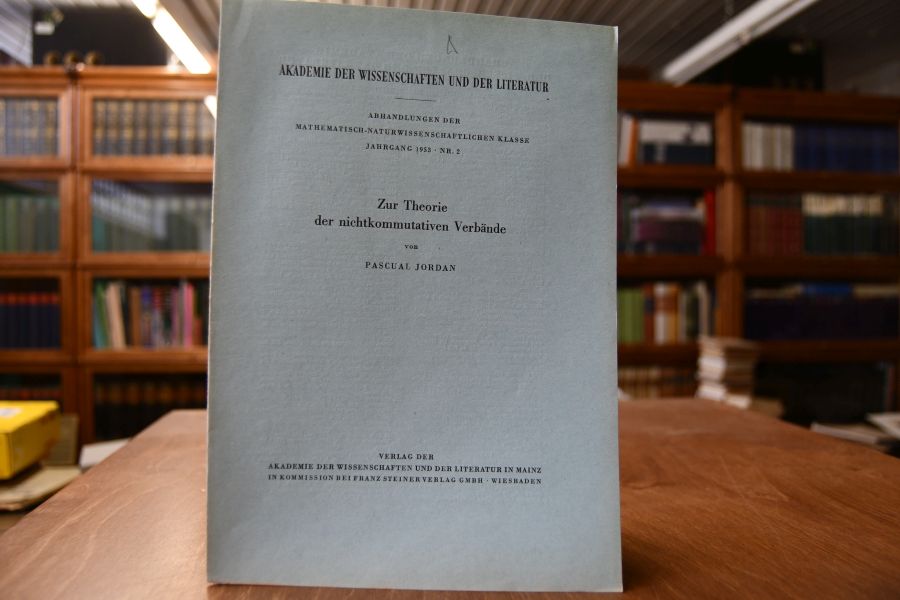 AKADEMIE DER WISSENSCHAFTEN UND DER LITERATUR
ABHANDLUNGEN DER
MATHEMATISCH-NATURWISSENSCHAFTLICHEN KLASSE
JAHRGANG 1953 · NR. 2
Zur Theorie
der nichtkommutativen Verbände
von
PASCUAL JORDAN
VERLAG DER
AKADEMIE DER WISSENSCHAFTEN UND DER LITERATUR IN MAINZ
IN KOMMISSION BEI FRANZ STEINER VERLAG GMBH · WIESBADEN